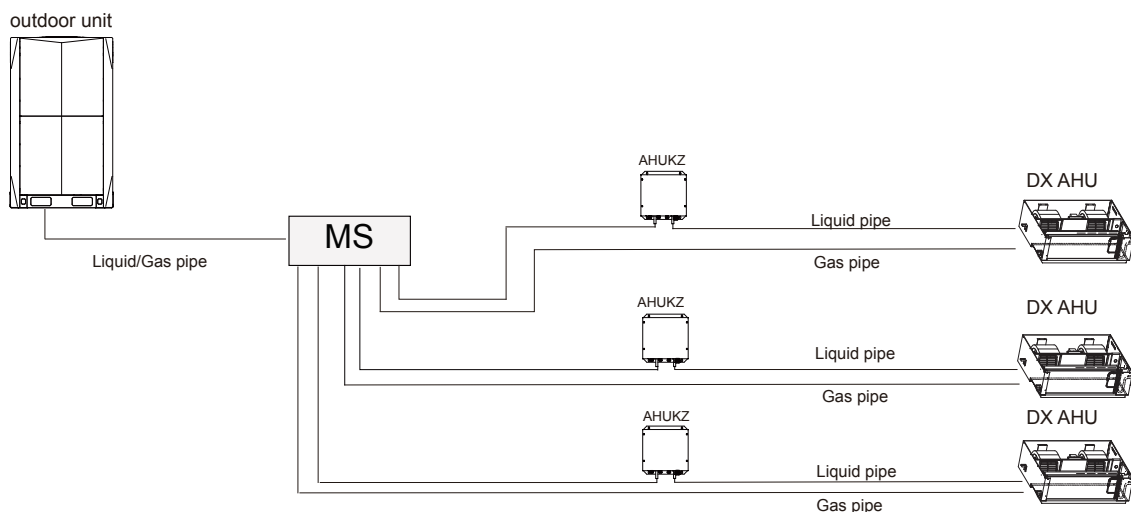 outdoor unit
AHUKZ
DX AHU
Liquid pipe
MS
Liquid/Gas pipe
Gas pipe
AHUKZ
DX AHU
Liquid pipe
Gas pipe
AHUKZ
DX AHU
Liquid pipe
Gas pipe